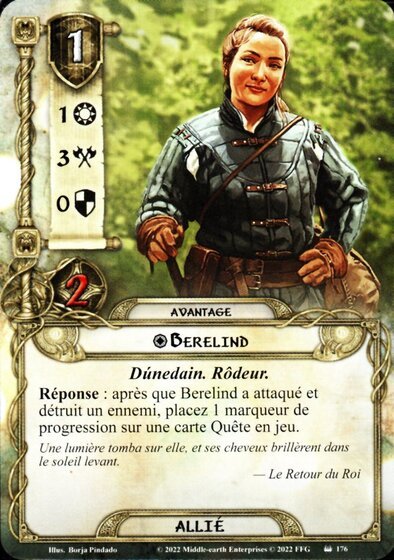 1
1
3
0
2
AVANTAGE
BERELIND
Dúnedain. Rôdeur.
Réponse : après que Berelind a attaqué et
détruit un ennemi, placez 1 marqueur de
progression sur une carte Quête en jeu.
Une lumière tomba sur elle, et ses cheveux brillèrent dans
le soleil levant.
— Le Retour du Roi
ALLIÉ
Illus. Borja Pindado © 2022 Middle-earth Enterprises © 2022 FFG 176